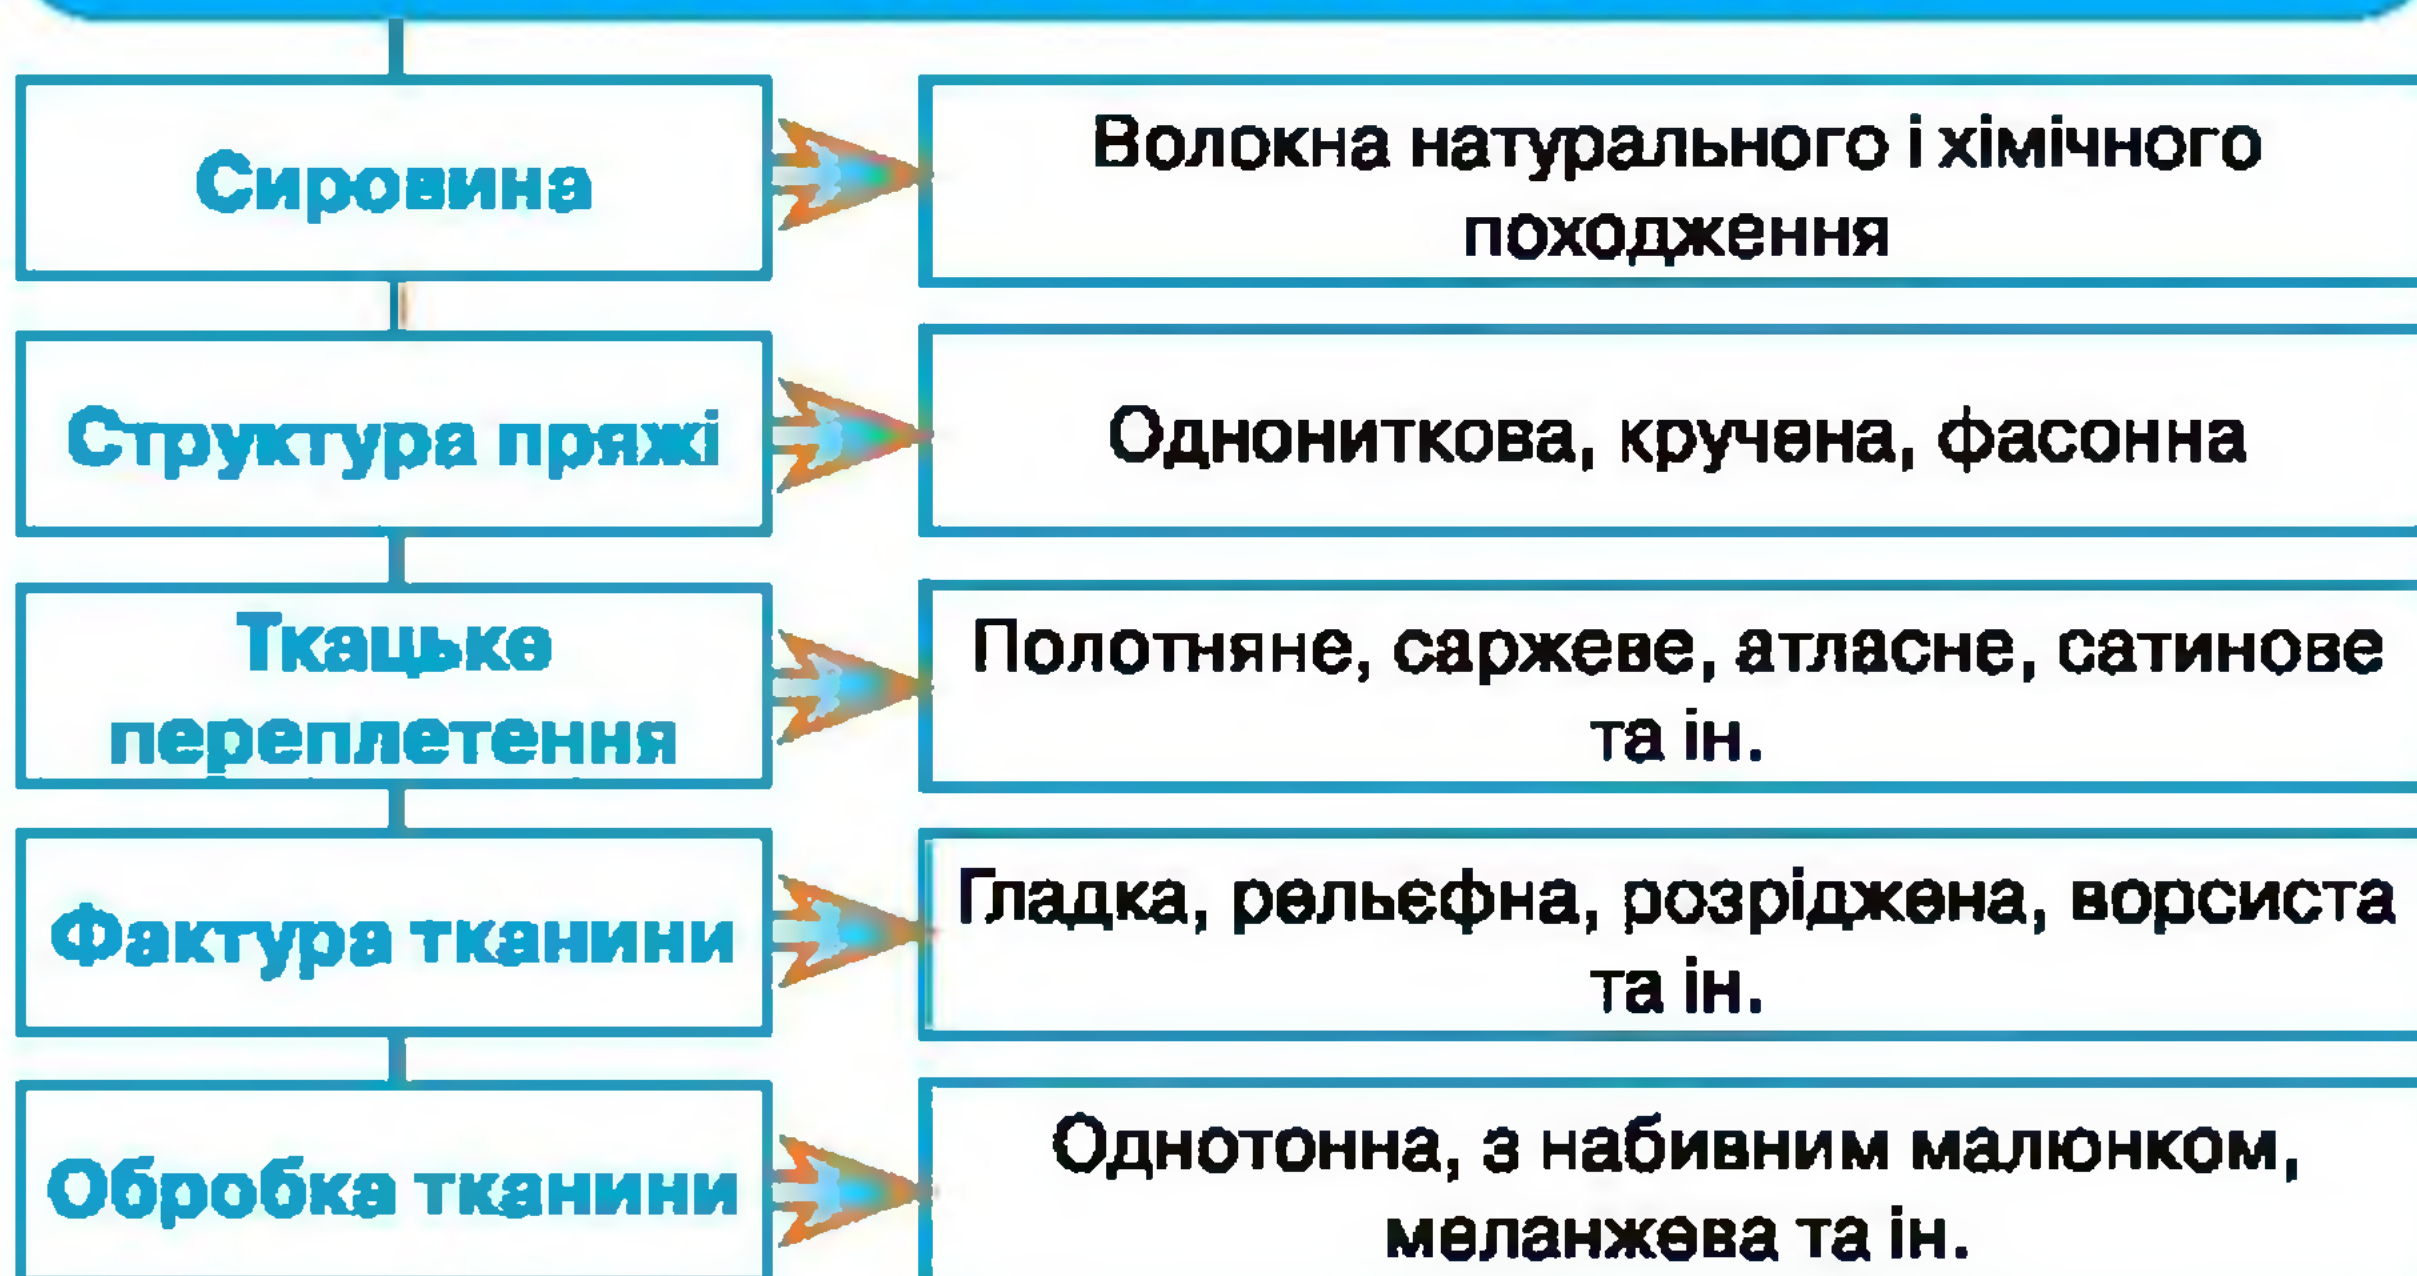 Сировина
Волокна натурального і хімічного
походження
Структура пряжі
Однониткова, кручена, фасонна
Ткацьке
переплетення
Полотняне, саржеве, атласне, сатинове
та ін.
Фактура тканини
Гладка, рельєфна, розріджена, ворсиста
та ін.
Обробка тканини
Однотонна, з набивним малюнком,
меланжева та ін.